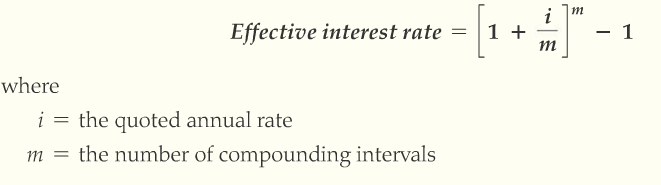 Effective interest rate = [1 + i/m]^m − 1
where
i = the quoted annual rate
m = the number of compounding intervals